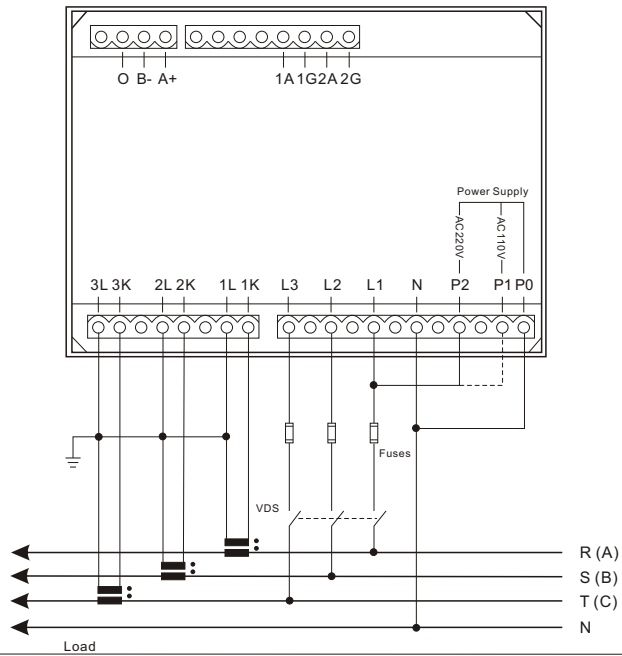 O B- A+ 1A 1G 2A 2G
Power Supply
AC220V
AC110V
3L 3K 2L 2K 1L 1K L3 L2 L1 N P2 P1 P0
Fuses
VDS
R (A)
S (B)
T (C)
N
Load